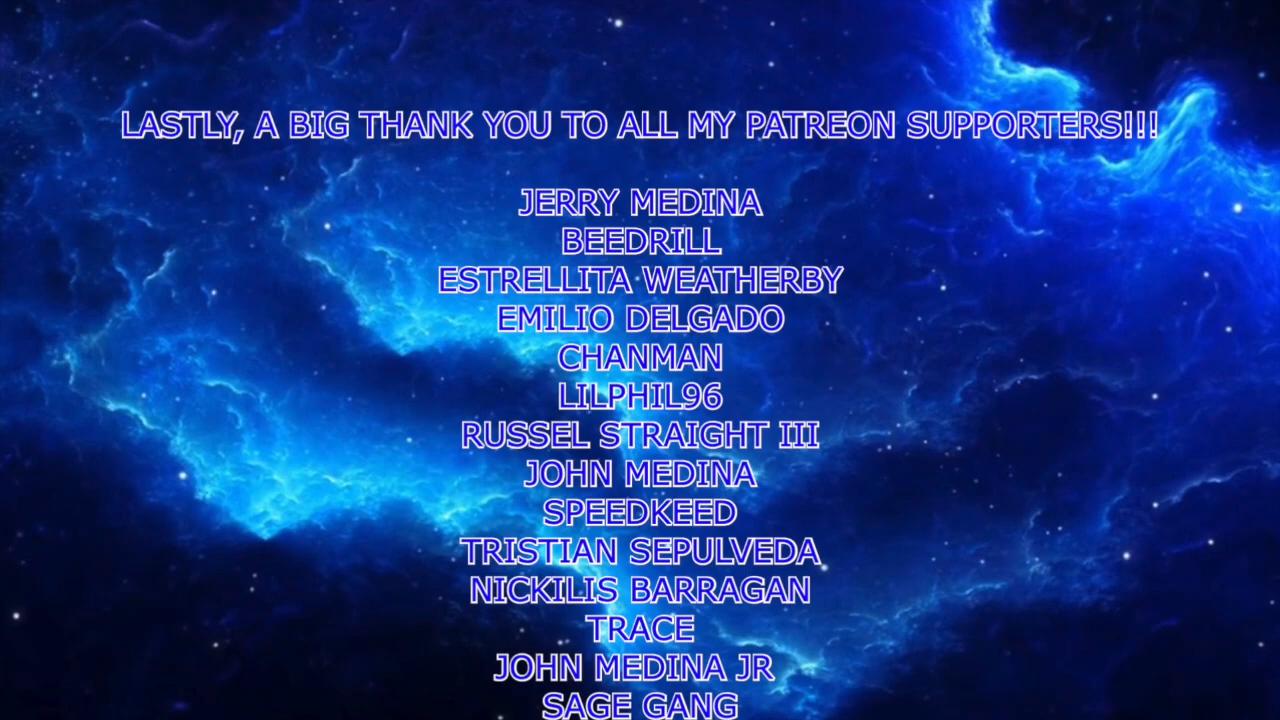 LASTLY, A BIG THANK YOU TO ALL MY PATREON SUPPORTERS!!!
JERRY MEDINA
BEEDRILL
ESTRELLITA WEATHERBY
EMILIO DELGADO
CHANMAN
LILPHIL96
RUSSEL STRAIGHT III
JOHN MEDINA
SPEEDKEED
TRISTIAN SEPULVEDA
NICKILIS BARRAGAN
TRACE
JOHN MEDINA JR
SAGE GANG